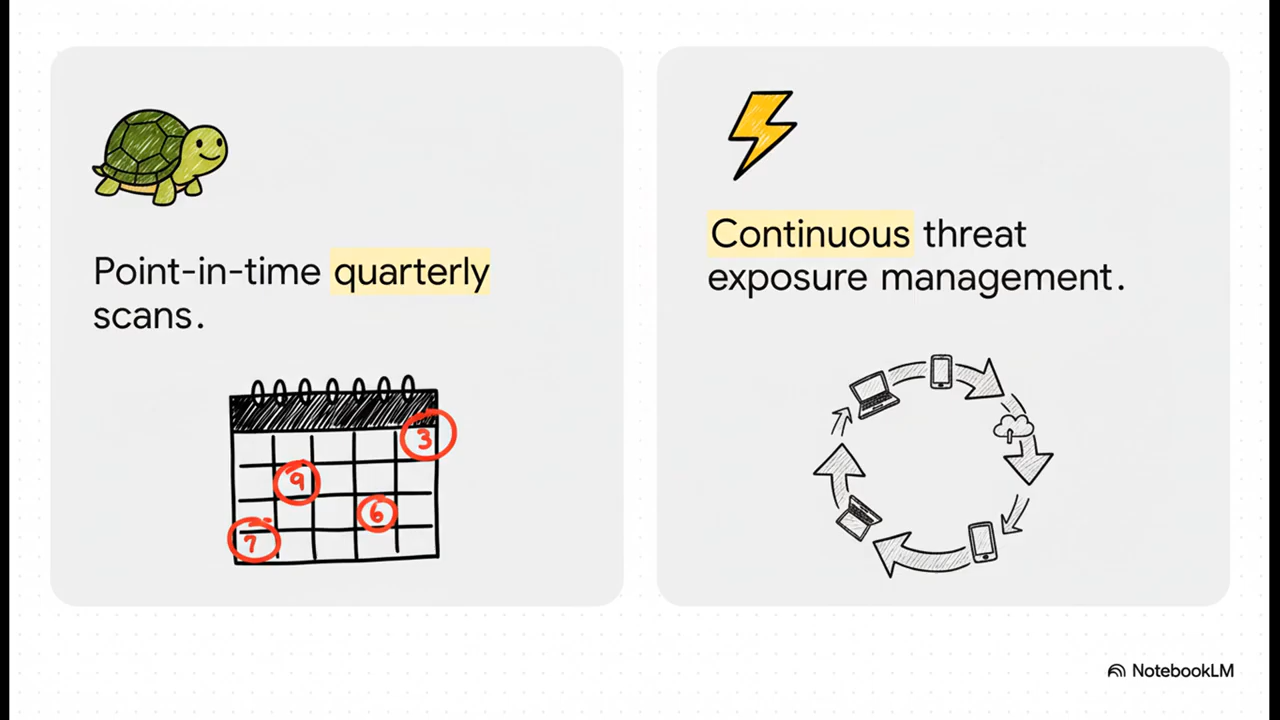 Point-in-time quarterly
scans.
3
9
6
7
Continuous threat
exposure management.
NotebookLM